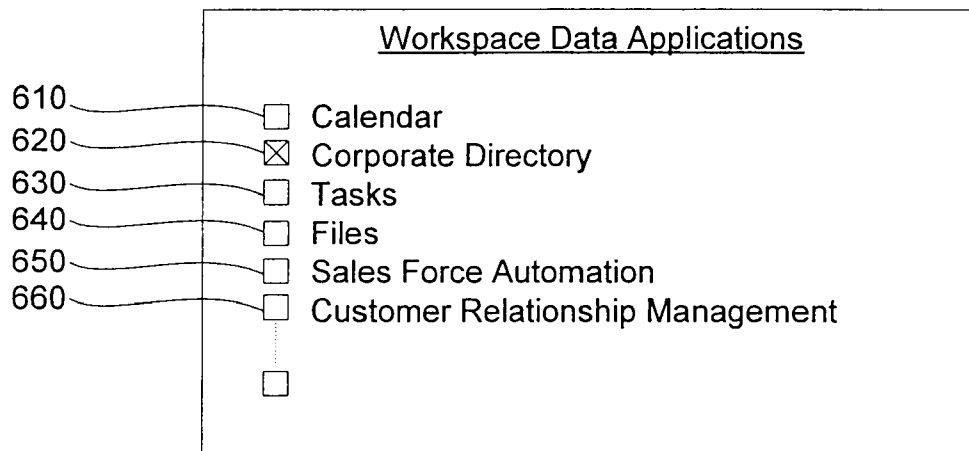 Workspace Data Applications
610 Calendar
620 Corporate Directory
630 Tasks
640 Files
650 Sales Force Automation
660 Customer Relationship Management